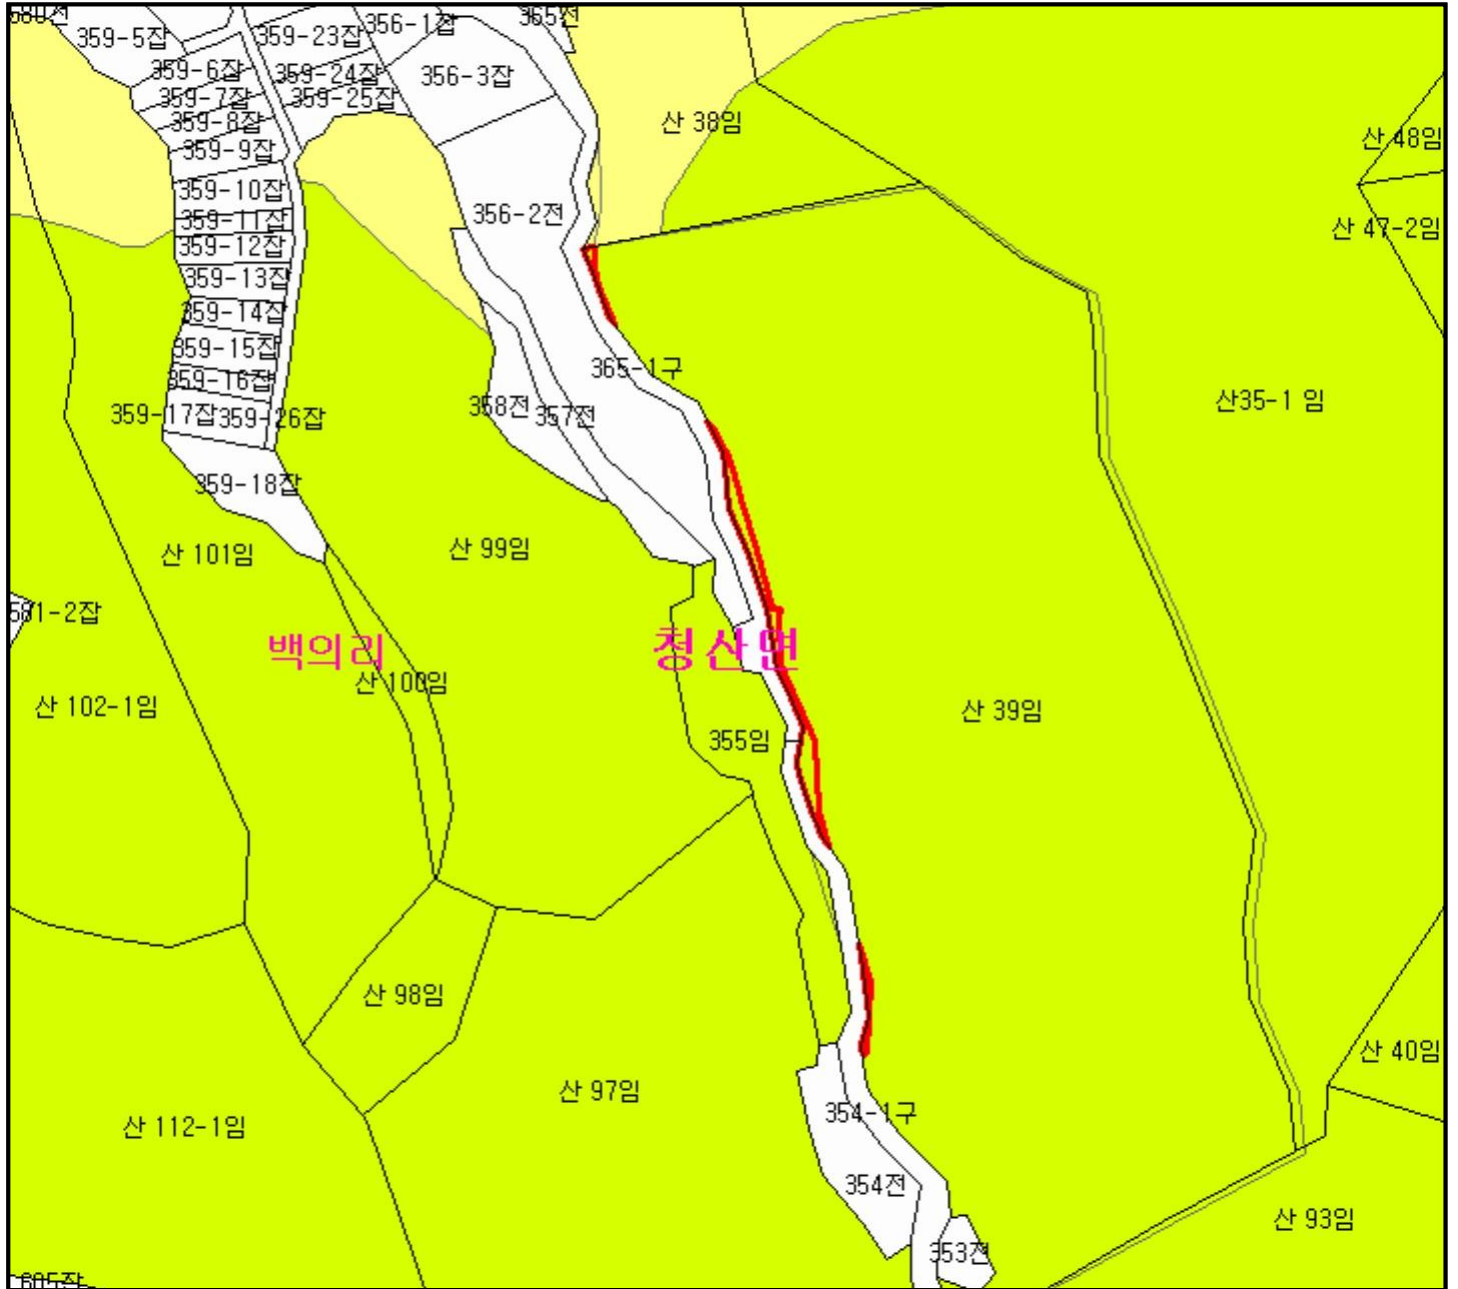 680전
359-5잡
359-23잡
356-1잡
365전
359-6잡
359-24잡
356-3잡
359-7잡
359-25잡
359-8잡
산 38임
산 48임
359-9잡
359-10잡
356-2전
359-11잡
산 47-2임
359-12잡
359-13잡
359-14잡
359-15잡
365-1구
359-16잡
산35-1 임
358전
357전
359-17잡
359-26잡
359-18잡
산 101임
산 99임
581-2잡
백의리
청산면
산 100임
산 102-1임
산 39임
355임
산 98임
산 40임
산 97임
354-1구
산 112-1임
354전
산 93임
353전
605잡